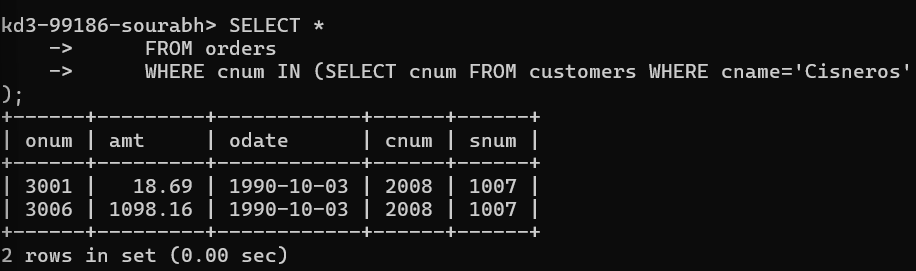 kd3-99186-sourabh> SELECT *
    ->      FROM orders
    ->      WHERE cnum IN (SELECT cnum FROM customers WHERE cname='Cisneros'
);
+------+---------+------------+------+------+
| onum | amt     | odate      | cnum | snum |
+------+---------+------------+------+------+
| 3001 |   18.69 | 1990-10-03 | 2008 | 1007 |
| 3006 | 1098.16 | 1990-10-03 | 2008 | 1007 |
+------+---------+------------+------+------+
2 rows in set (0.00 sec)